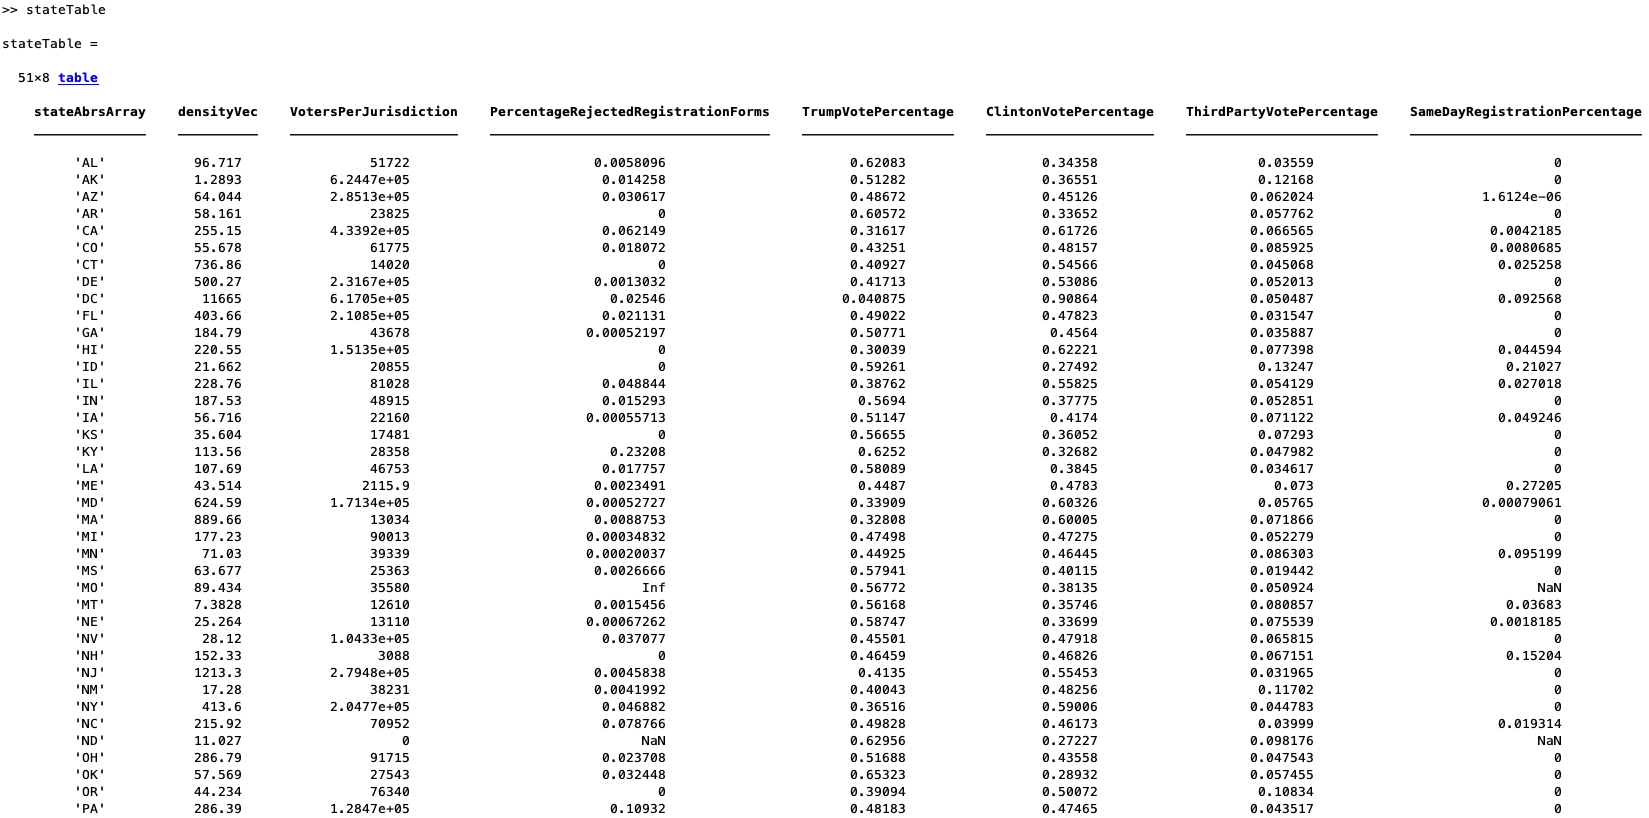 >> stateTable
stateTable =
51×8 table
stateAbrsArray densityVec VotersPerJurisdiction PercentageRejectedRegistrationForms TrumpVotePercentage ClintonVotePercentage ThirdPartyVotePercentage SameDayRegistrationPercentage
'AL' 96.717 51722 0.0058096 0.62083 0.34358 0.03559 0
'AK' 1.2893 6.2447e+05 0.014258 0.51282 0.36551 0.12168 0
'AZ' 64.044 2.8513e+05 0.030617 0.48672 0.45126 0.062024 1.6124e-06
'AR' 58.161 23825 0 0.60572 0.33652 0.057762 0
'CA' 255.15 4.3392e+05 0.062149 0.31617 0.61726 0.066565 0.0042185
'CO' 55.678 61775 0.018072 0.43251 0.48157 0.085925 0.0080685
'CT' 736.86 14020 0 0.40927 0.54566 0.045068 0.025258
'DE' 500.27 2.3167e+05 0.0013032 0.41713 0.53086 0.052013 0
'DC' 11665 6.1705e+05 0.02546 0.040875 0.90864 0.050487 0.092568
'FL' 403.66 2.1085e+05 0.021131 0.49022 0.47823 0.031547 0
'GA' 184.79 43678 0.00052197 0.50771 0.4564 0.035887 0
'HI' 220.55 1.5135e+05 0 0.30039 0.62221 0.077398 0.044594
'ID' 21.662 20855 0 0.59261 0.27492 0.13247 0.21027
'IL' 228.76 81028 0.048844 0.38762 0.55825 0.054129 0.027018
'IN' 187.53 48915 0.015293 0.5694 0.37775 0.052851 0
'IA' 56.716 22160 0.00055713 0.51147 0.4174 0.071122 0.049246
'KS' 35.604 17481 0 0.56655 0.36052 0.07293 0
'KY' 113.56 28358 0.23208 0.6252 0.32682 0.047982 0
'LA' 107.69 46753 0.017757 0.58089 0.3845 0.034617 0
'ME' 43.514 2115.9 0.0023491 0.4487 0.4783 0.073 0.27205
'MD' 624.59 1.7134e+05 0.00052727 0.33909 0.60326 0.05765 0.00079061
'MA' 889.66 13034 0.0088753 0.32808 0.60005 0.071866 0
'MI' 177.23 90013 0.00034832 0.47498 0.47275 0.052279 0
'MN' 71.03 39339 0.00020037 0.44925 0.46445 0.086303 0.095199
'MS' 63.677 25363 0.0026666 0.57941 0.40115 0.019442 0
'MO' 89.434 35580 Inf 0.56772 0.38135 0.050924 NaN
'MT' 7.3828 12610 0.0015456 0.56168 0.35746 0.080857 0.03683
'NE' 25.264 13110 0.00067262 0.58747 0.33699 0.075539 0.0018185
'NV' 28.12 1.0433e+05 0.037077 0.45501 0.47918 0.065815 0
'NH' 152.33 3088 0 0.46459 0.46826 0.067151 0.15204
'NJ' 1213.3 2.7948e+05 0.0045838 0.4135 0.55453 0.031965 0
'NM' 17.28 38231 0.0041992 0.40043 0.48256 0.11702 0
'NY' 413.6 2.0477e+05 0.046882 0.36516 0.59006 0.044783 0
'NC' 215.92 70952 0.078766 0.49828 0.46173 0.03999 0.019314
'ND' 11.027 0 NaN 0.62956 0.27227 0.098176 NaN
'OH' 286.79 91715 0.023708 0.51688 0.43558 0.047543 0
'OK' 57.569 27543 0.032448 0.65323 0.28932 0.057455 0
'OR' 44.234 76340 0 0.39094 0.50072 0.10834 0
'PA' 286.39 1.2847e+05 0.10932 0.48183 0.47465 0.043517 0